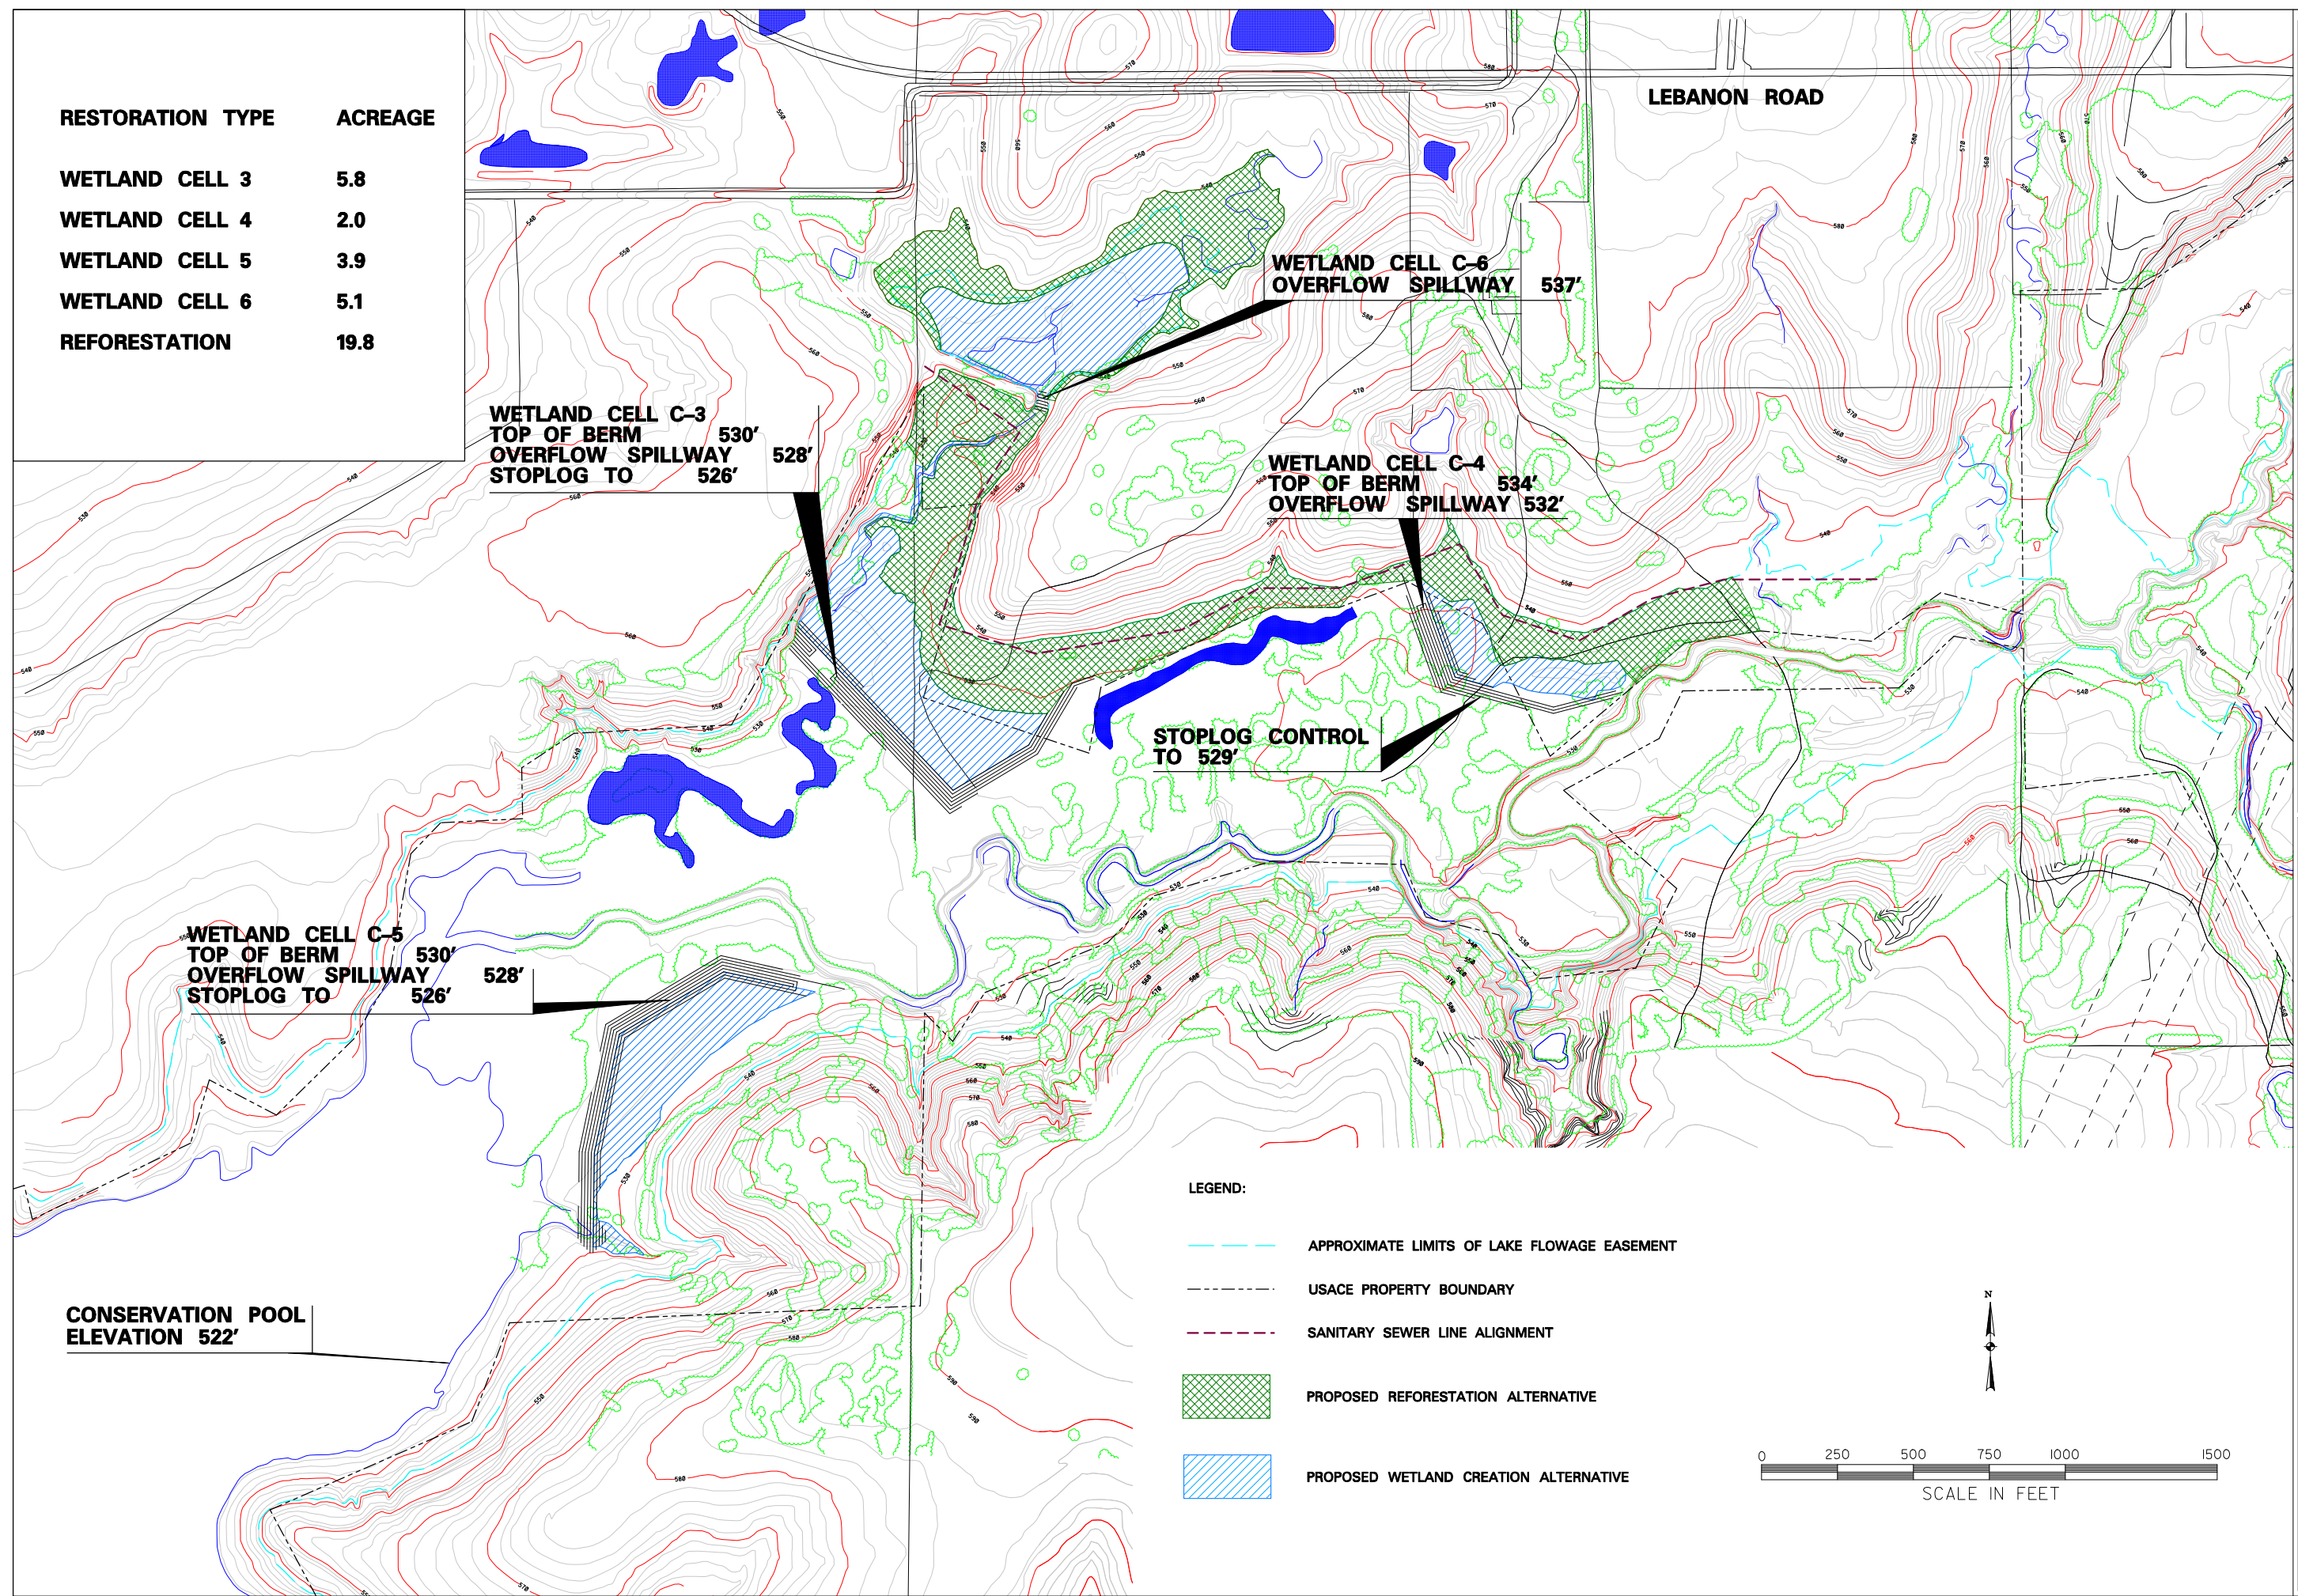 RESTORATION TYPE ACREAGE
WETLAND CELL 3 5.8
WETLAND CELL 4 2.0
WETLAND CELL 5 3.9
WETLAND CELL 6 5.1
REFORESTATION 19.8
LEBANON ROAD
WETLAND CELL C-6
OVERFLOW SPILLWAY 537'
WETLAND CELL C-3
TOP OF BERM 530'
OVERFLOW SPILLWAY 528'
STOPLOG TO 526'
WETLAND CELL C-4
TOP OF BERM 534'
OVERFLOW SPILLWAY 532'
STOPLOG CONTROL
TO 529'
WETLAND CELL C-5
TOP OF BERM 530'
OVERFLOW SPILLWAY 528'
STOPLOG TO 526'
CONSERVATION POOL
ELEVATION 522'
LEGEND:
APPROXIMATE LIMITS OF LAKE FLOWAGE EASEMENT
USACE PROPERTY BOUNDARY
SANITARY SEWER LINE ALIGNMENT
PROPOSED REFORESTATION ALTERNATIVE
PROPOSED WETLAND CREATION ALTERNATIVE
N
0 250 500 750 1000 1500
SCALE IN FEET